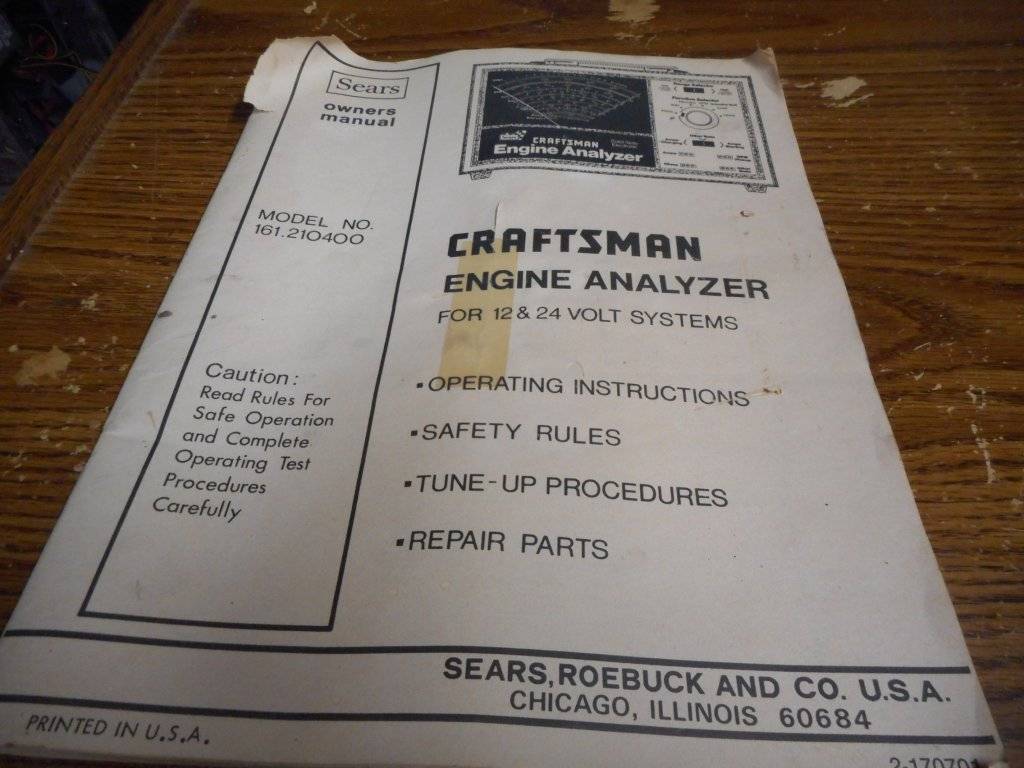 Sears
owners
manual
MODEL NO.
161.210400
Caution:
Read Rules For
Safe Operation
and Complete
Operating Test
Procedures
Carefully
CRAFTSMAN
Engine Analyzer
Function Selector
CRAFTSMAN
ENGINE ANALYZER
FOR 12 & 24 VOLT SYSTEMS
▪OPERATING INSTRUCTIONS
▪SAFETY RULES
▪TUNE-UP PROCEDURES
▪REPAIR PARTS
SEARS, ROEBUCK AND CO. U.S.A.
CHICAGO, ILLINOIS 60684
PRINTED IN U.S.A.